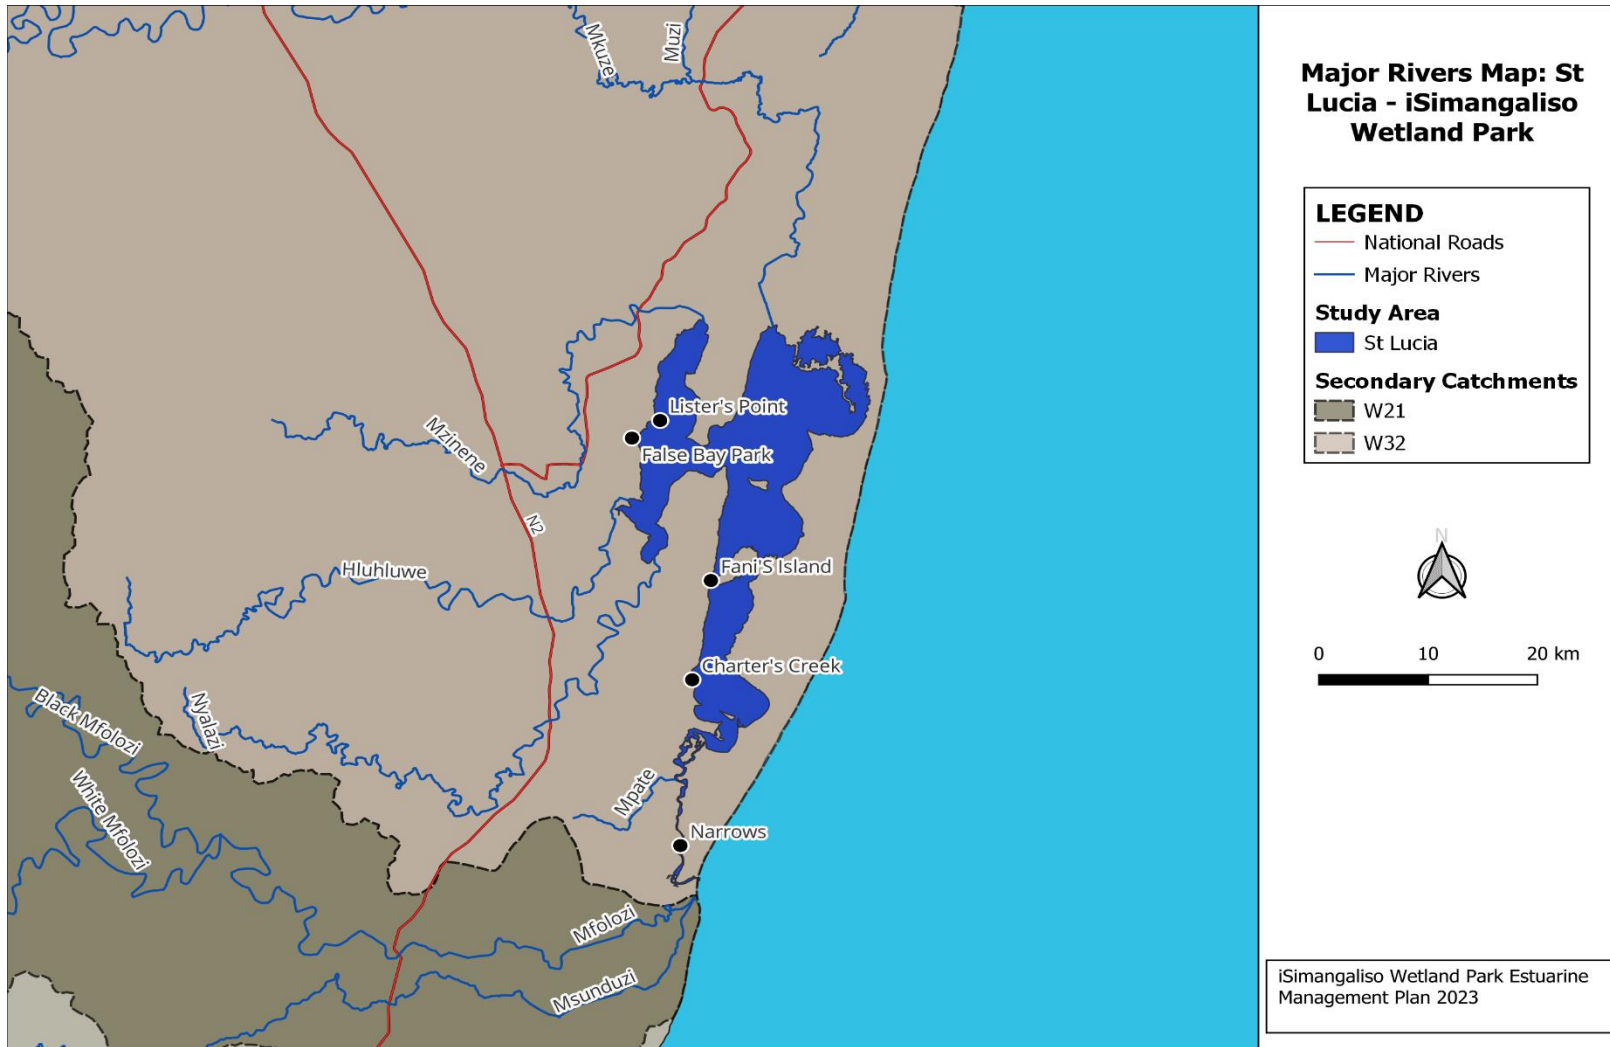 Mkuze
Muzi
Lister's Point
False Bay Park
Mzinene
N2
Hluhluwe
Fani'S Island
Charter's Creek
Black Mfolozi
Nyalazi
White Mfolozi
Mpate
Narrows
Mfolozi
Msunduzi
Major Rivers Map: St
Lucia - iSimangaliso
Wetland Park
LEGEND
National Roads
Major Rivers
Study Area
St Lucia
Secondary Catchments
W21
W32
N
0 10 20 km
iSimangaliso Wetland Park Estuarine
Management Plan 2023